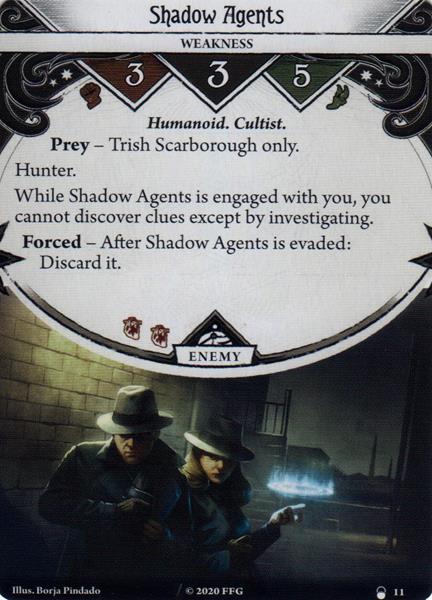 Shadow Agents
WEAKNESS
3 3 5
Humanoid. Cultist.
Prey – Trish Scarborough only.
Hunter.
While Shadow Agents is engaged with you, you
cannot discover clues except by investigating.
Forced – After Shadow Agents is evaded:
Discard it.
ENEMY
Illus. Borja Pindado © 2020 FFG 11